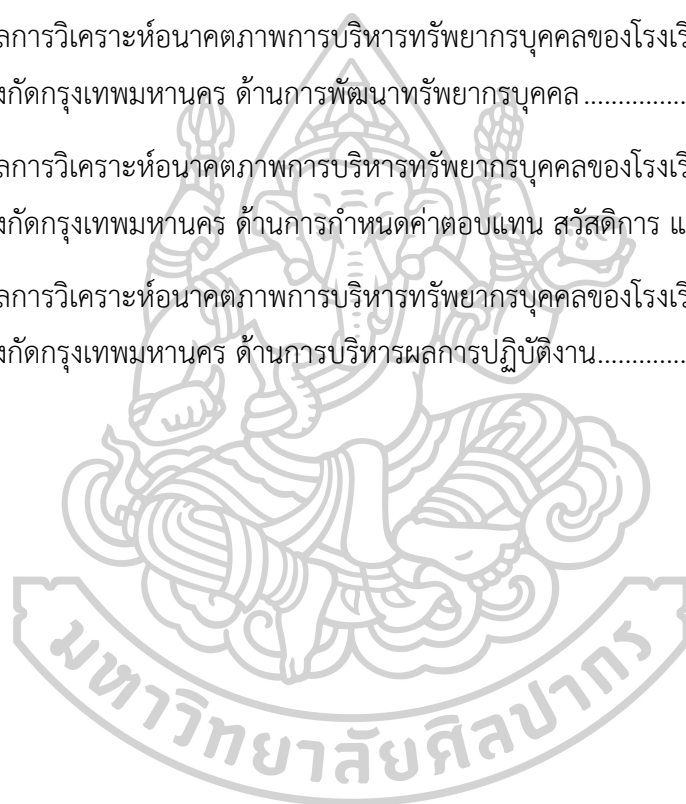 ลการวิเคราะห์อนาคตภาพการบริหารทรัพยากรบุคคลของโรงเรี
งกัดกรุงเทพมหานคร ด้านการพัฒนาทรัพยากรบุคคล...............
ลการวิเคราะห์อนาคตภาพการบริหารทรัพยากรบุคคลของโรงเรี
งกัดกรุงเทพมหานคร ด้านการกำหนดค่าตอบแทน สวัสดิการ แ
ลการวิเคราะห์อนาคตภาพการบริหารทรัพยากรบุคคลของโรงเรี
งกัดกรุงเทพมหานคร ด้านการบริหารผลการปฏิบัติงาน.............
มหาวิทยาลัยศิลปากร